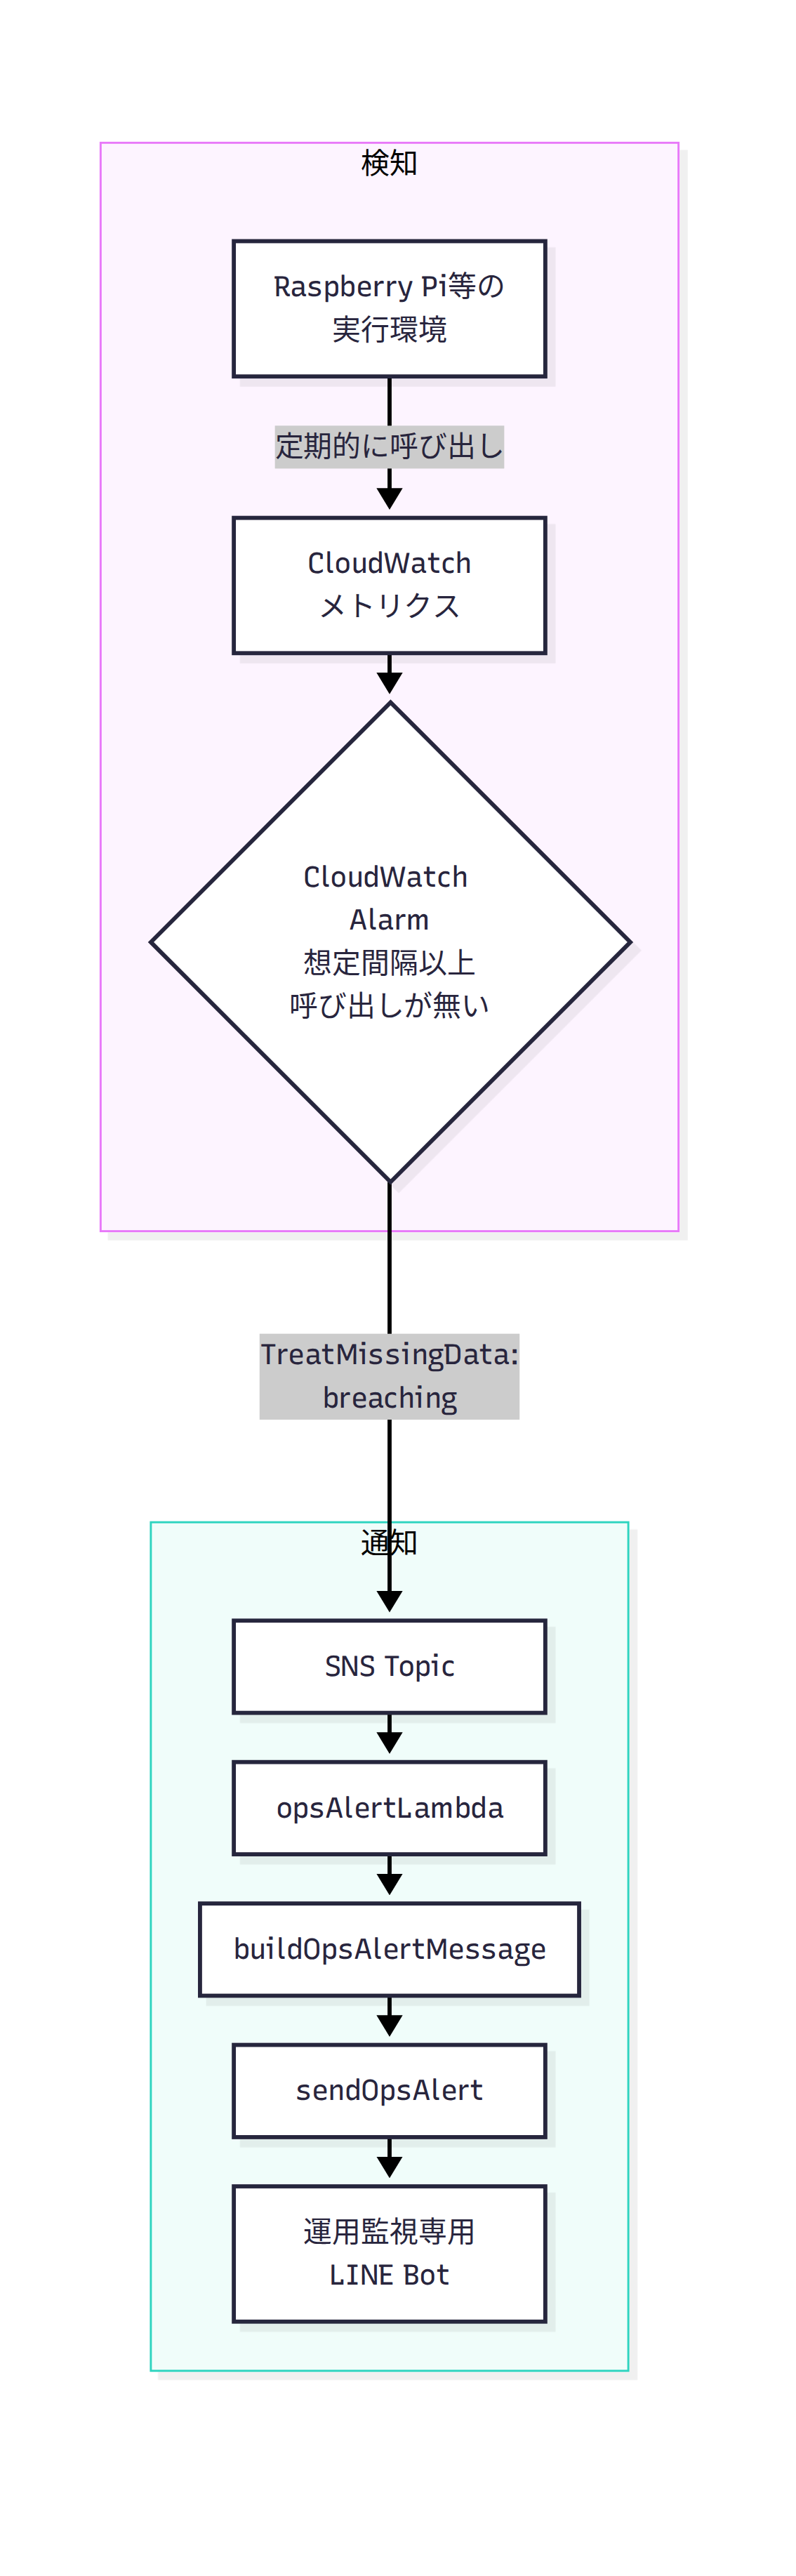 検知
Raspberry Pi等の
実行環境
定期的に呼び出し
CloudWatch
メトリクス
CloudWatch
Alarm
想定間隔以上
呼び出しが無い
TreatMissingData:
breaching
通知
SNS Topic
opsAlertLambda
buildOpsAlertMessage
sendOpsAlert
運用監視専用
LINE Bot